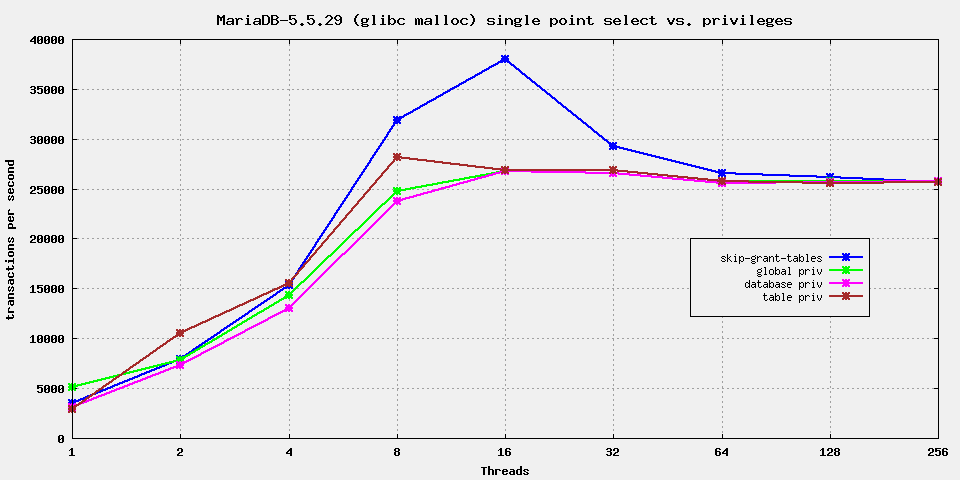 MariaDB-5.5.29 (glibc malloc) single point select vs. privileges
40000
35000
30000
25000
20000
15000
10000
5000
0
transactions per second
skip-grant-tables
global priv
database priv
table priv
1 2 4 8 16 32 64 128 256
Threads